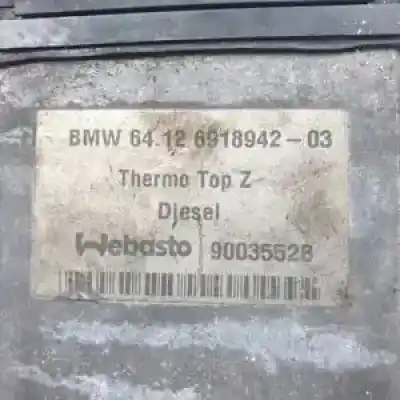 BMW 64.12 6918942-03
Thermo Top Z
Diesel
Webasto 90035528